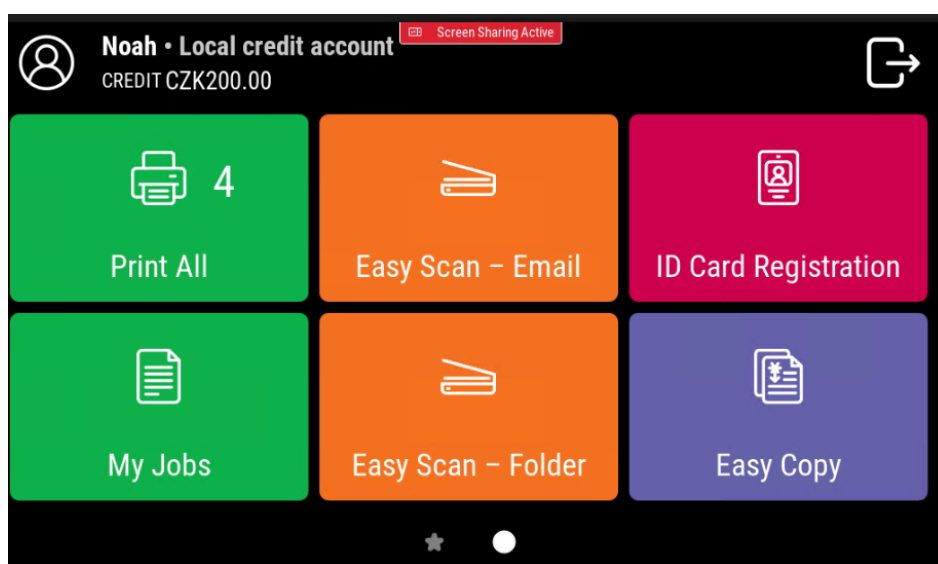 Screen Sharing Active
Noah • Local credit account
CREDIT CZK200.00
4
Print All
Easy Scan – Email
ID Card Registration
¥
My Jobs
Easy Scan – Folder
Easy Copy